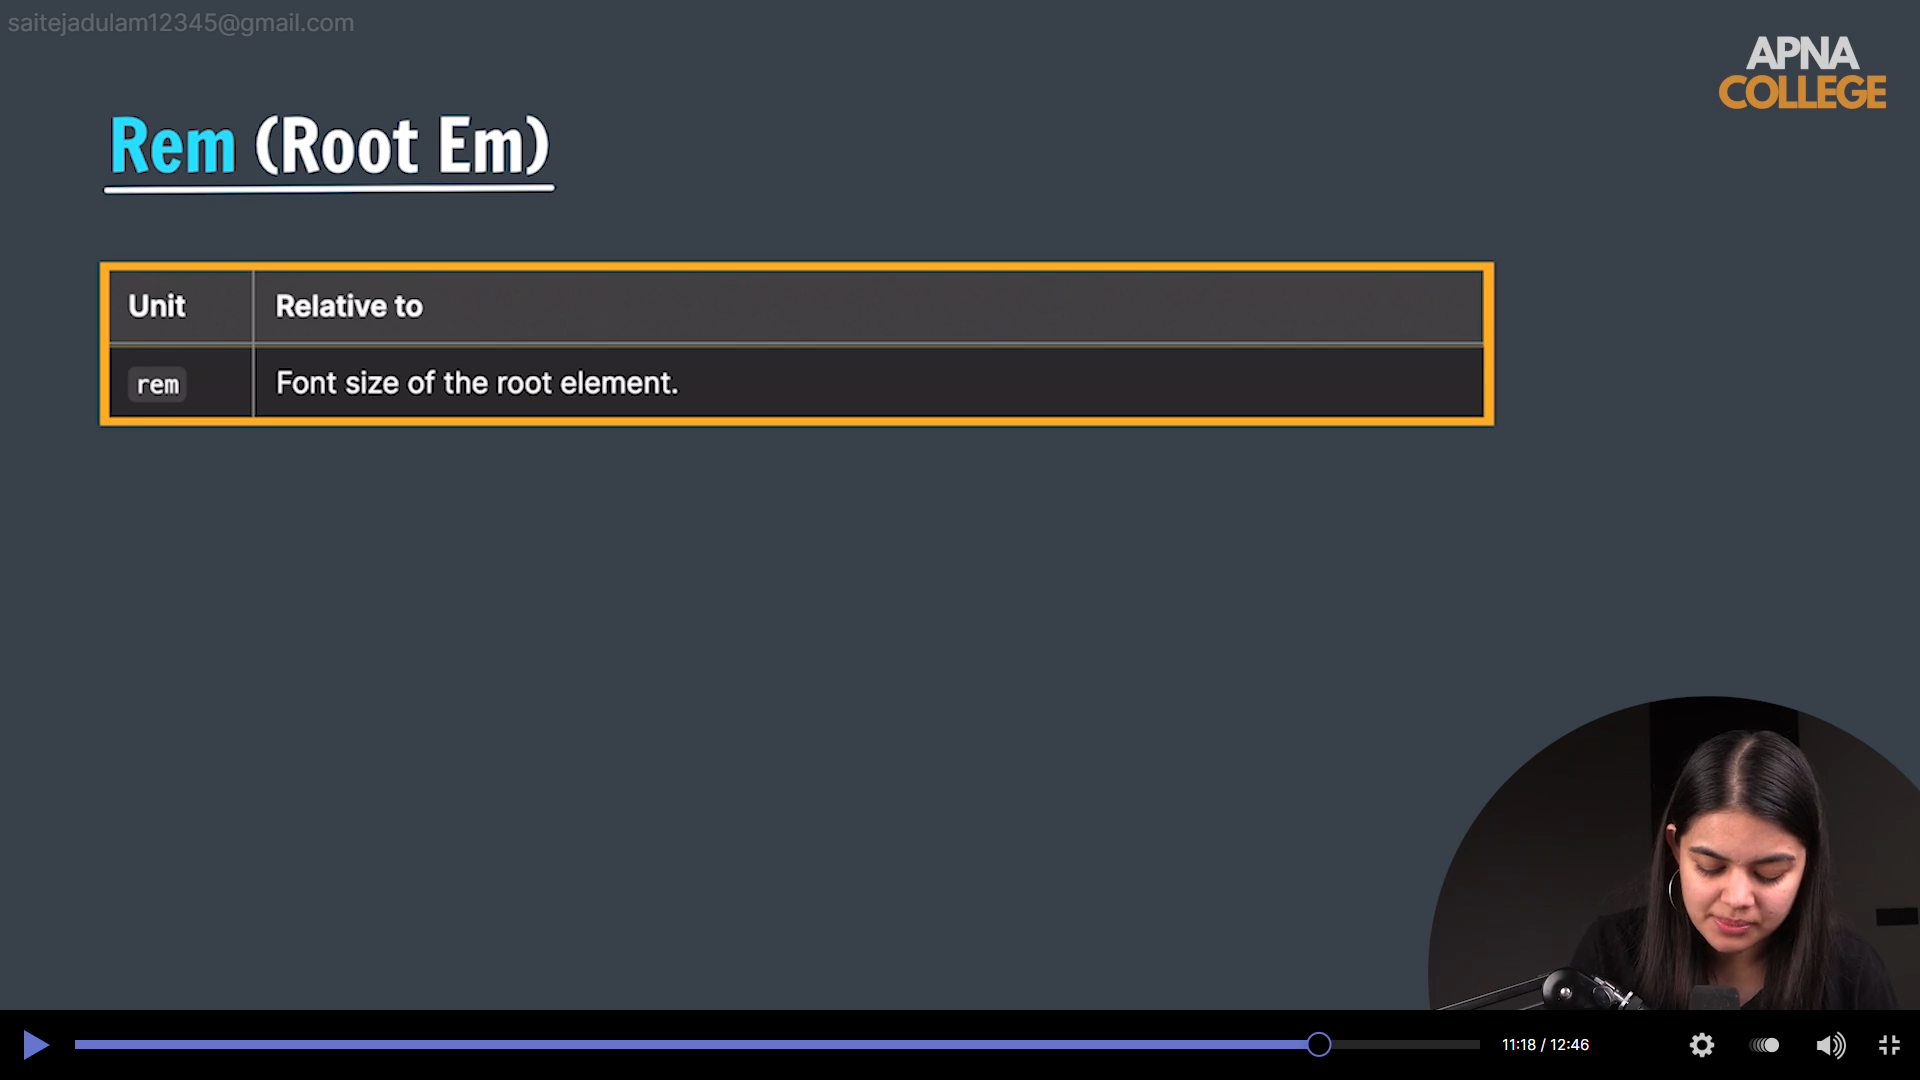 saitejadulam12345@gmail.com
APNA
COLLEGE
Rem (Root Em)
Unit Relative to
rem Font size of the root element.
11:18 / 12:46